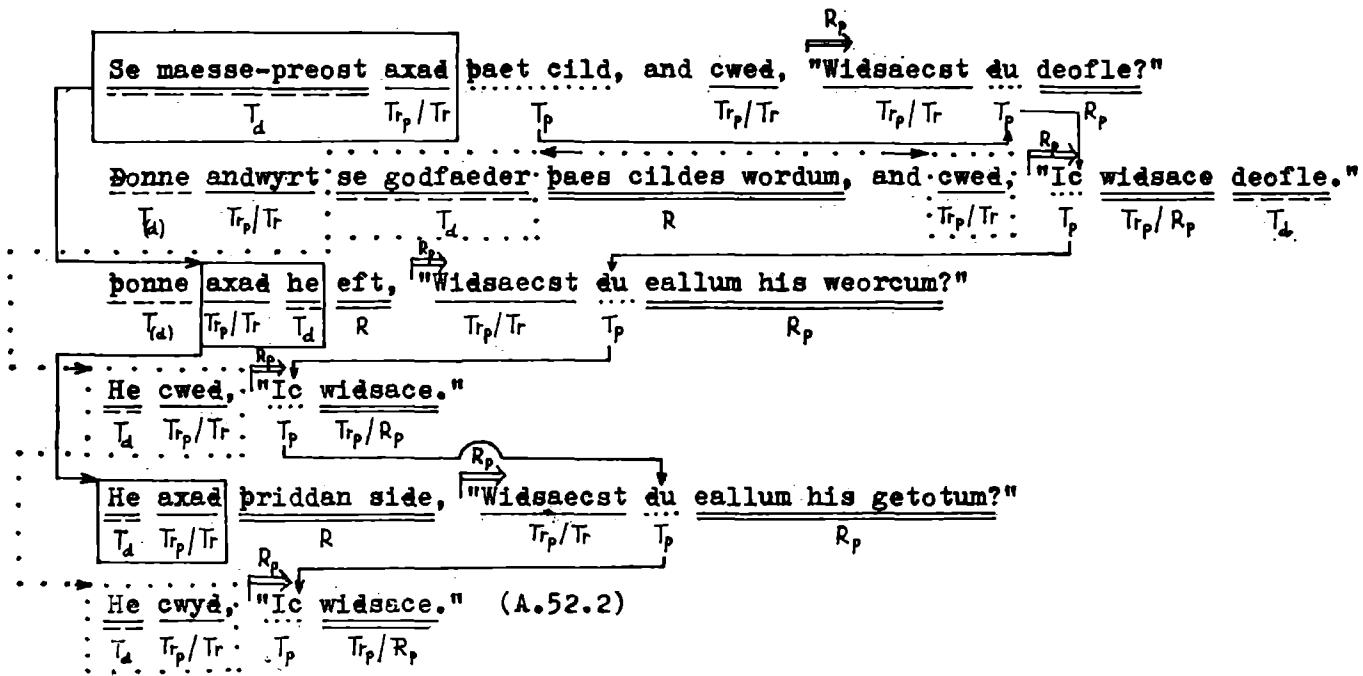 Rp
Se maesse-preost axad þaet cild, and cwed, "Widsaecst du deofle?"
Td Trp/Tr Tp Trp/Tr Trp/Tr Tp Rp
Rp
Đonne andwyrt se godfaeder þaes cildes wordum, and cwed, "Ic widsace deofle."
T(d) Trp/Tr Td R Trp/Tr Tp Trp/Rp Td
Rp
þonne axad he eft, "Widsaecst du eallum his weorcum?"
T(d) Trp/Tr Td R Trp/Tr Tp Rp
Rp
He cwed, "Ic widsace."
Td Trp/Tr Tp Trp/Rp
Rp
He axad þriddan side, "Widsaecst du eallum his getotum?"
Td Trp/Tr R Trp/Tr Tp Rp
Rp
He cwyd, "Ic widsace." (A.52.2)
Td Trp/Tr Tp Trp/Rp